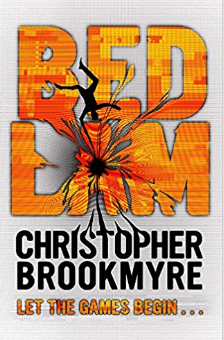 BED
LAM
CHRISTOPHER
BROOKMYRE
LET THE GAMES BEGIN . . .